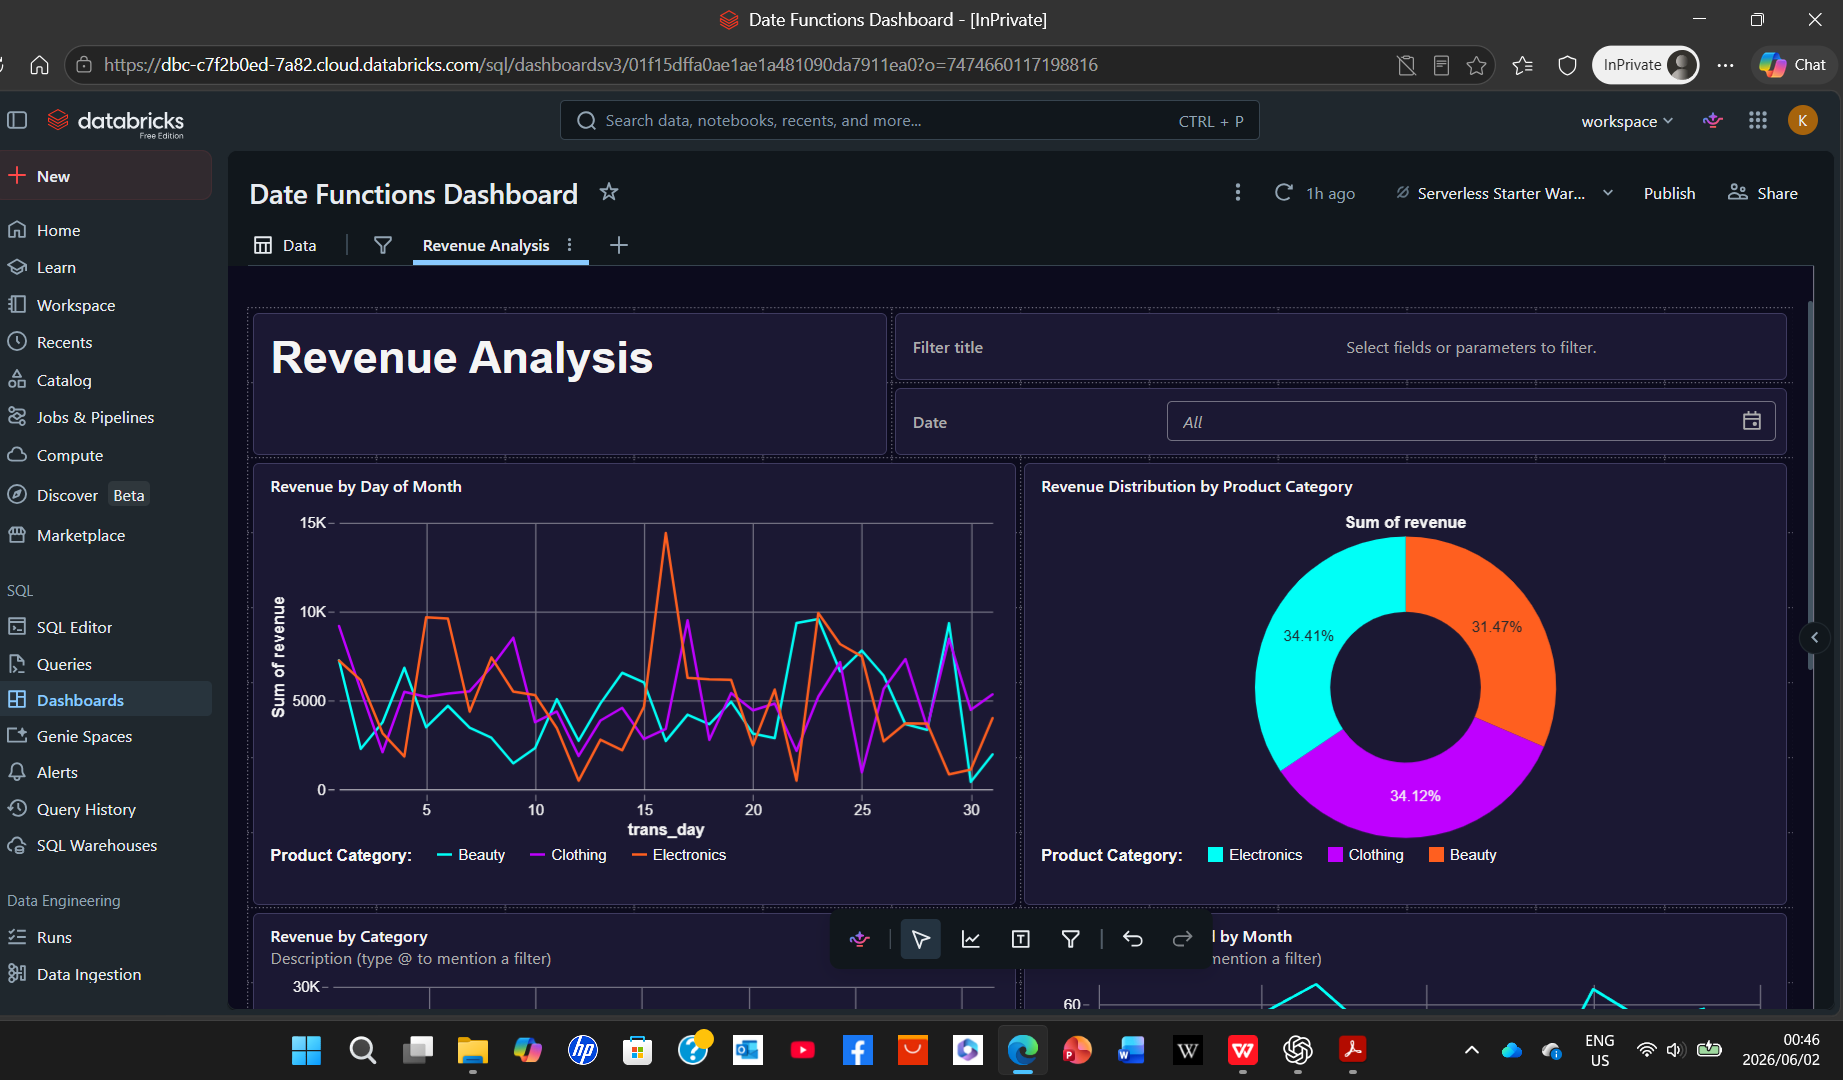 Date Functions Dashboard - [InPrivate]
https://dbc-c7f2b0ed-7a82.cloud.databricks.com/sql/dashboardsv3/01f15dffa0ae1ae1a481090da7911ea0?o=7474660117198816
InPrivate
Chat
databricks
Free Edition
Search data, notebooks, recents, and more...
CTRL + P
workspace
K
New
Home
Learn
Workspace
Recents
Catalog
Jobs & Pipelines
Compute
Discover Beta
Marketplace
SQL
SQL Editor
Queries
Dashboards
Genie Spaces
Alerts
Query History
SQL Warehouses
Data Engineering
Runs
Data Ingestion
Date Functions Dashboard
1h ago
Serverless Starter War...
Publish
Share
Data
Revenue Analysis
Revenue Analysis
Filter title
Select fields or parameters to filter.
Date
All
Revenue by Day of Month
15K
10K
5000
0
Sum of revenue
5 10 15 20 25 30
trans_day
Product Category: Beauty Clothing Electronics
Revenue Distribution by Product Category
Sum of revenue
34.41%
31.47%
34.12%
Product Category: Electronics Clothing Beauty
Revenue by Category
Description (type @ to mention a filter)
30K
by Month
mention a filter)
60
ENG
US
00:46
2026/06/02